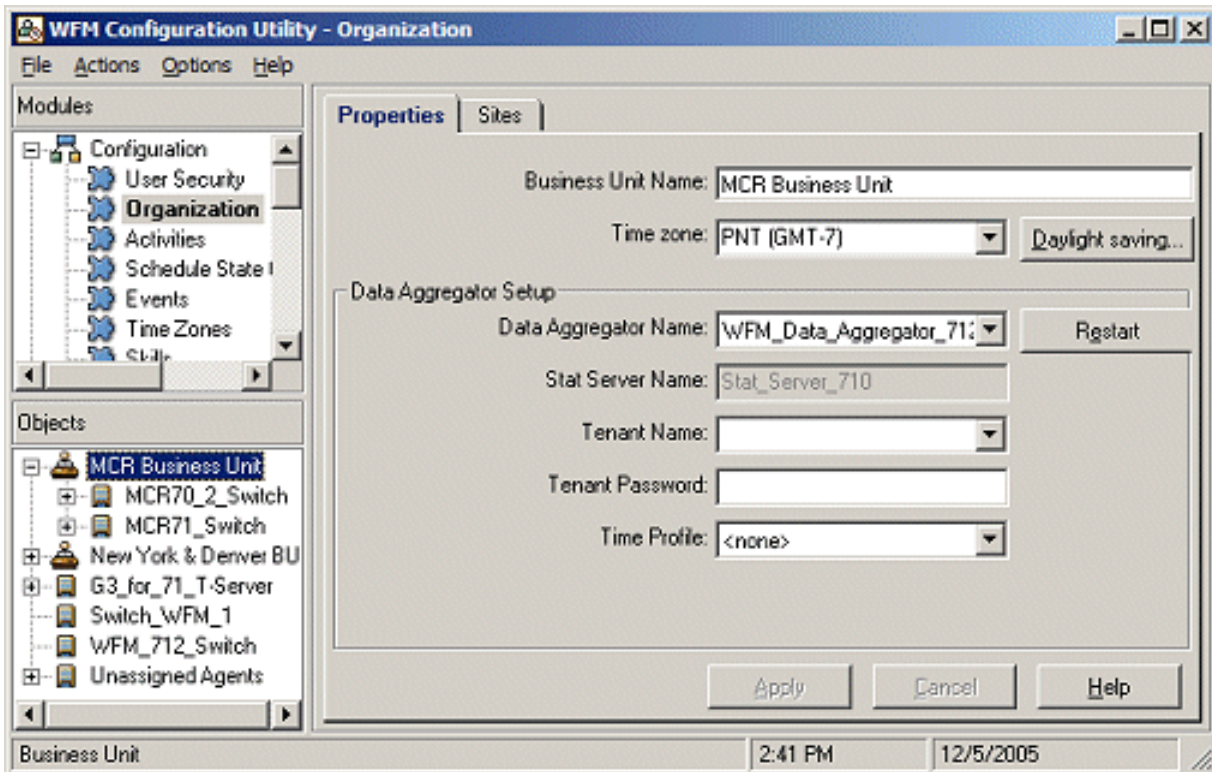 WFM Configuration Utility - Organization
File Actions Options Help
Modules
Configuration
User Security
Organization
Activities
Schedule State
Events
Time Zones
Skills
Objects
MCR Business Unit
MCR70_2_Switch
MCR71_Switch
New York & Denver BU
G3_for_71_T-Server
Switch_WFM_1
WFM_712_Switch
Unassigned Agents
Properties Sites
Business Unit Name: MCR Business Unit
Time zone: PNT (GMT-7) Daylight saving...
Data Aggregator Setup
Data Aggregator Name: WFM_Data_Aggregator_712 Restart
Stat Server Name: Stat_Server_710
Tenant Name:
Tenant Password:
Time Profile: <none>
Apply Cancel Help
Business Unit 2:41 PM 12/5/2005